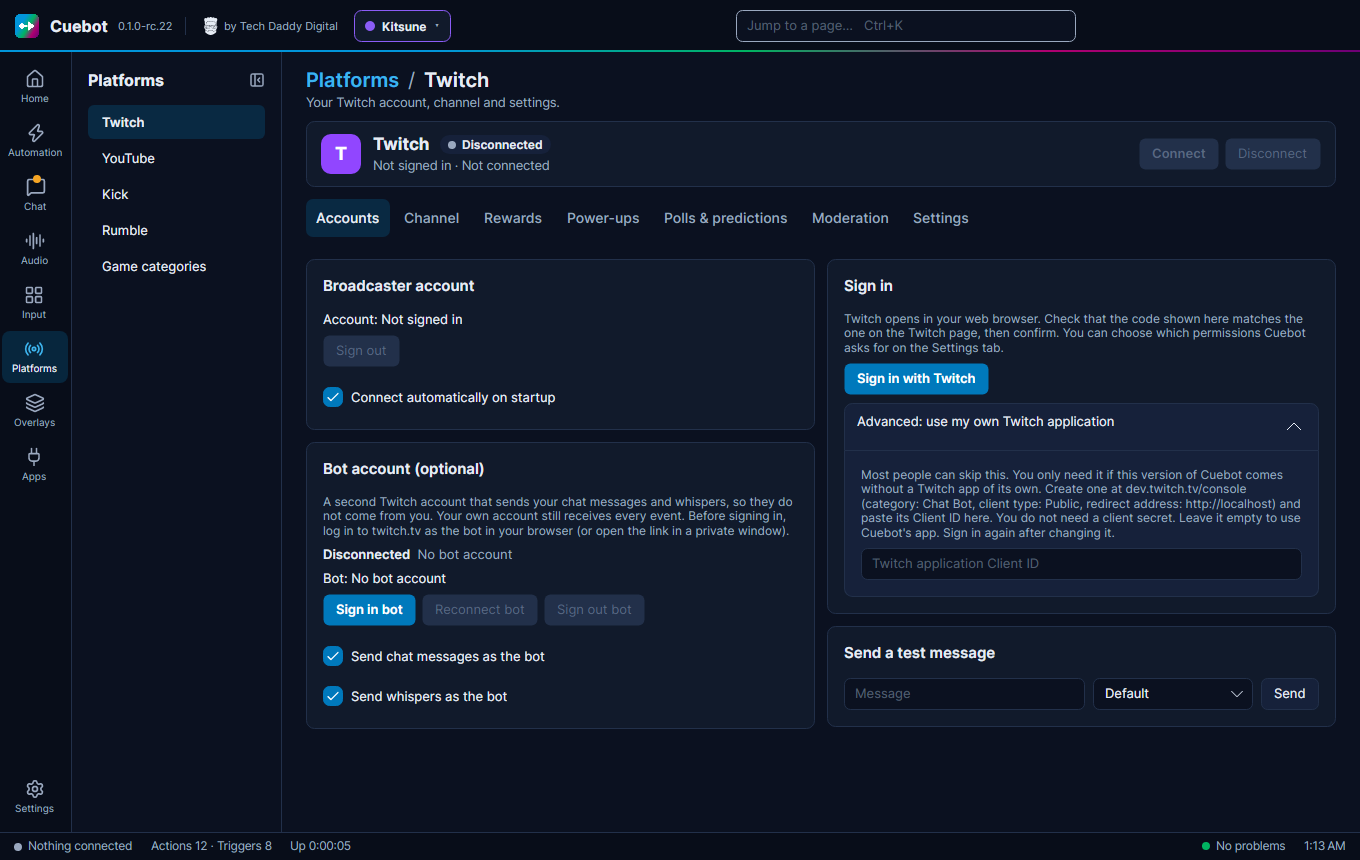 Cuebot 0.1.0-rc.22 by Tech Daddy Digital Kitsune Jump to a page... Ctrl+K
Home
Automation
Chat
Audio
Input
Platforms
Overlays
Apps
Settings
Platforms
Twitch
YouTube
Kick
Rumble
Game categories
Platforms / Twitch
Your Twitch account, channel and settings.
T
Twitch Disconnected
Not signed in · Not connected
Connect Disconnect
Accounts Channel Rewards Power-ups Polls & predictions Moderation Settings
Broadcaster account
Account: Not signed in
Sign out
Connect automatically on startup
Bot account (optional)
A second Twitch account that sends your chat messages and whispers, so they do
not come from you. Your own account still receives every event. Before signing in,
log in to twitch.tv as the bot in your browser (or open the link in a private window).
Disconnected No bot account
Bot: No bot account
Sign in bot Reconnect bot Sign out bot
Send chat messages as the bot
Send whispers as the bot
Sign in
Twitch opens in your web browser. Check that the code shown here matches the
one on the Twitch page, then confirm. You can choose which permissions Cuebot
asks for on the Settings tab.
Sign in with Twitch
Advanced: use my own Twitch application
Most people can skip this. You only need it if this version of Cuebot comes
without a Twitch app of its own. Create one at dev.twitch.tv/console
(category: Chat Bot, client type: Public, redirect address: http://localhost) and
paste its Client ID here. You do not need a client secret. Leave it empty to use
Cuebot's app. Sign in again after changing it.
Twitch application Client ID
Send a test message
Message Default Send
Nothing connected Actions 12 · Triggers 8 Up 0:00:05 No problems 1:13 AM